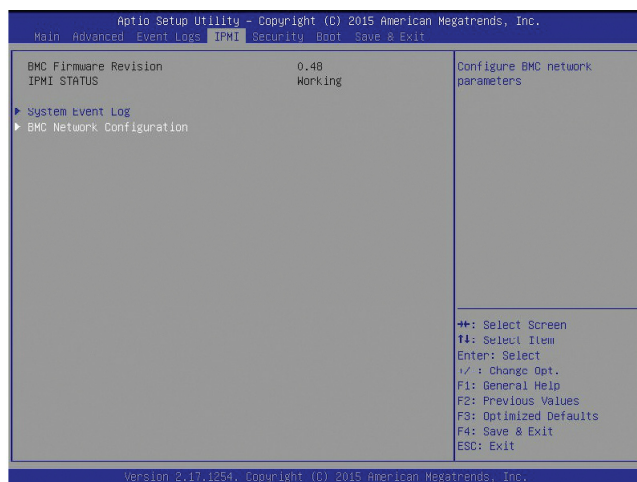 Aptio Setup Utility – Copyright (C) 2015 American Megatrends, Inc.
Main Advanced Event Logs IPMI Security Boot Save & Exit
BMC Firmware Revision 0.48
IPMI STATUS Working
System Event Log
BMC Network Configuration
Configure BMC network
parameters
→←: Select Screen
↑↓: Select Item
Enter: Select
+/-: Change Opt.
F1: General Help
F2: Previous Values
F3: Optimized Defaults
F4: Save & Exit
ESC: Exit
Version 2.17.1254. Copyright (C) 2015 American Megatrends, Inc.